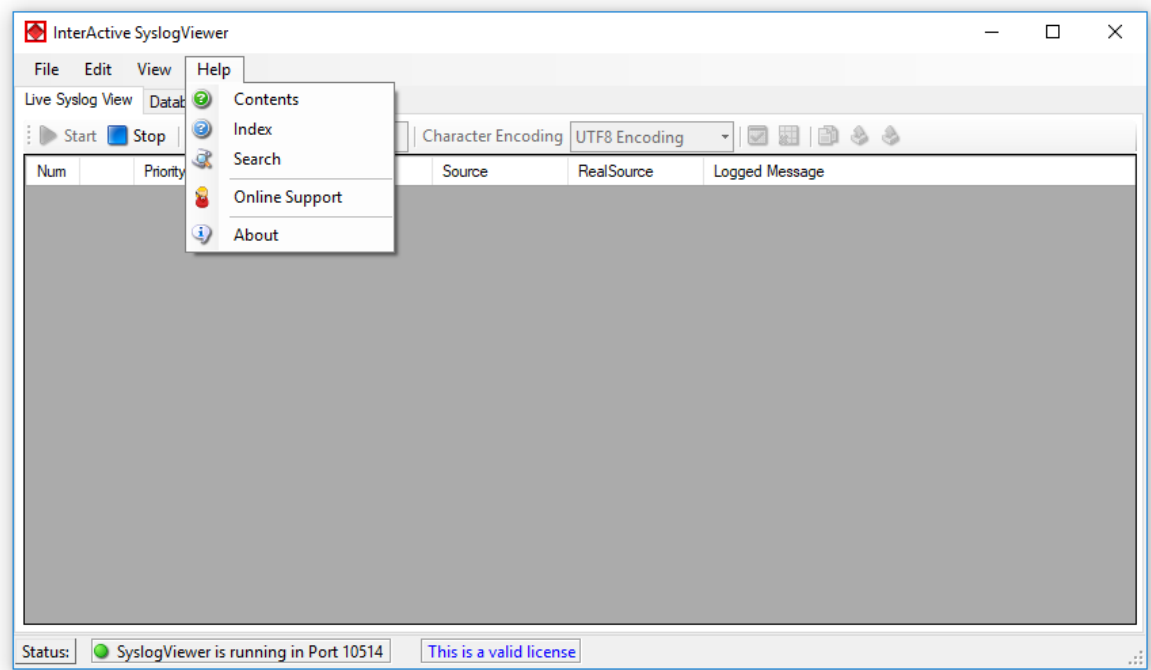 InterActive SyslogViewer
File Edit View Help
Live Syslog View Datab
Contents
Index
Search
Online Support
About
Start Stop Character Encoding UTF8 Encoding
Num Priority Source RealSource Logged Message
Status: SyslogViewer is running in Port 10514 This is a valid license